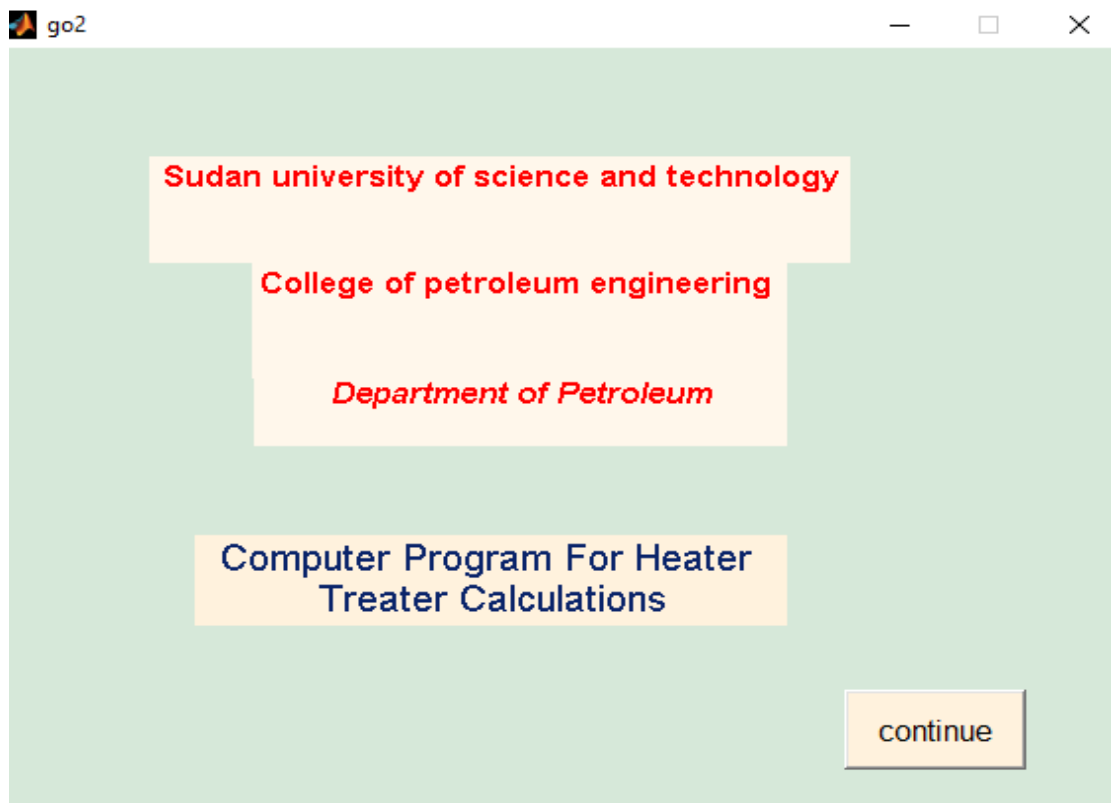 go2
Sudan university of science and technology
College of petroleum engineering
Department of Petroleum
Computer Program For Heater
Treater Calculations
continue